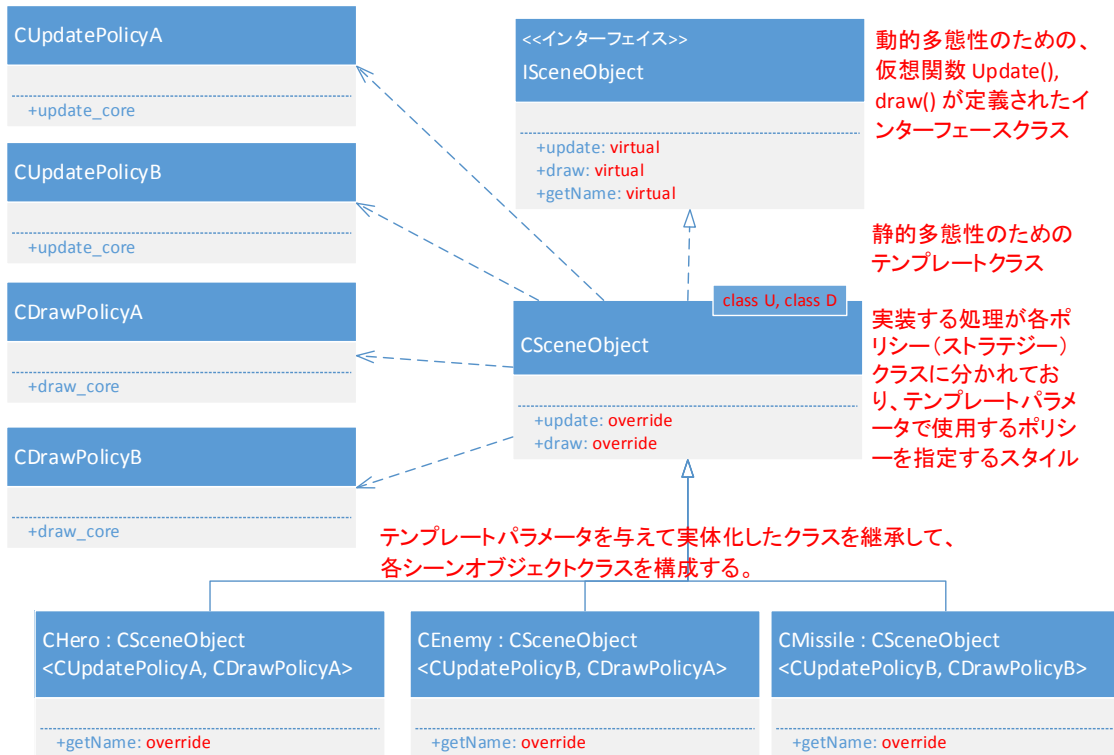 CUpdatePolicyA
+update_core
CUpdatePolicyB
+update_core
CDrawPolicyA
+draw_core
CDrawPolicyB
+draw_core
<<インターフェイス>>
ISceneObject
+update: virtual
+draw: virtual
+getName: virtual
動的多態性のための、
仮想関数 Update(),
draw() が定義されたイ
ンターフェースクラス
静的多態性のための
テンプレートクラス
class U, class D
CSceneObject
+update: override
+draw: override
実装する処理が各ポ
リシー（ストラテジー）
クラスに分かれてお
り、テンプレートパラメ
ータで使用するポリシ
ーを指定するスタイル
テンプレートパラメータを与えて実体化したクラスを継承して、
各シーンオブジェクトクラスを構成する。
CHero : CSceneObject
<CUpdatePolicyA, CDrawPolicyA>
+getName: override
CEnemy : CSceneObject
<CUpdatePolicyB, CDrawPolicyA>
+getName: override
CMissile : CSceneObject
<CUpdatePolicyB, CDrawPolicyB>
+getName: override